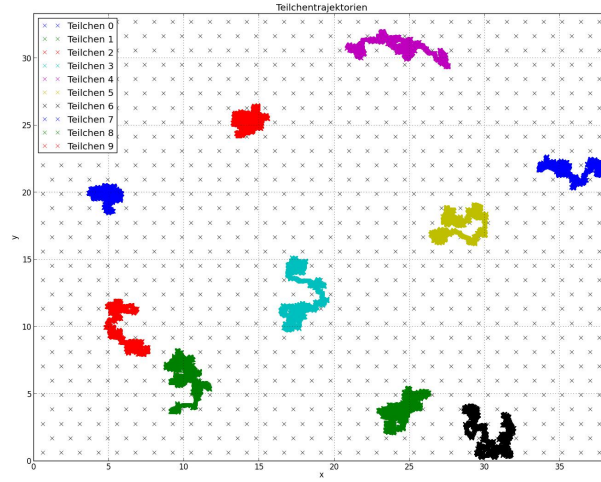 Teilchentrajektorien
Teilchen 0
Teilchen 1
Teilchen 2
Teilchen 3
Teilchen 4
Teilchen 5
Teilchen 6
Teilchen 7
Teilchen 8
Teilchen 9
y
30
25
20
15
10
5
0
0 5 10 15 20 25 30 35
x